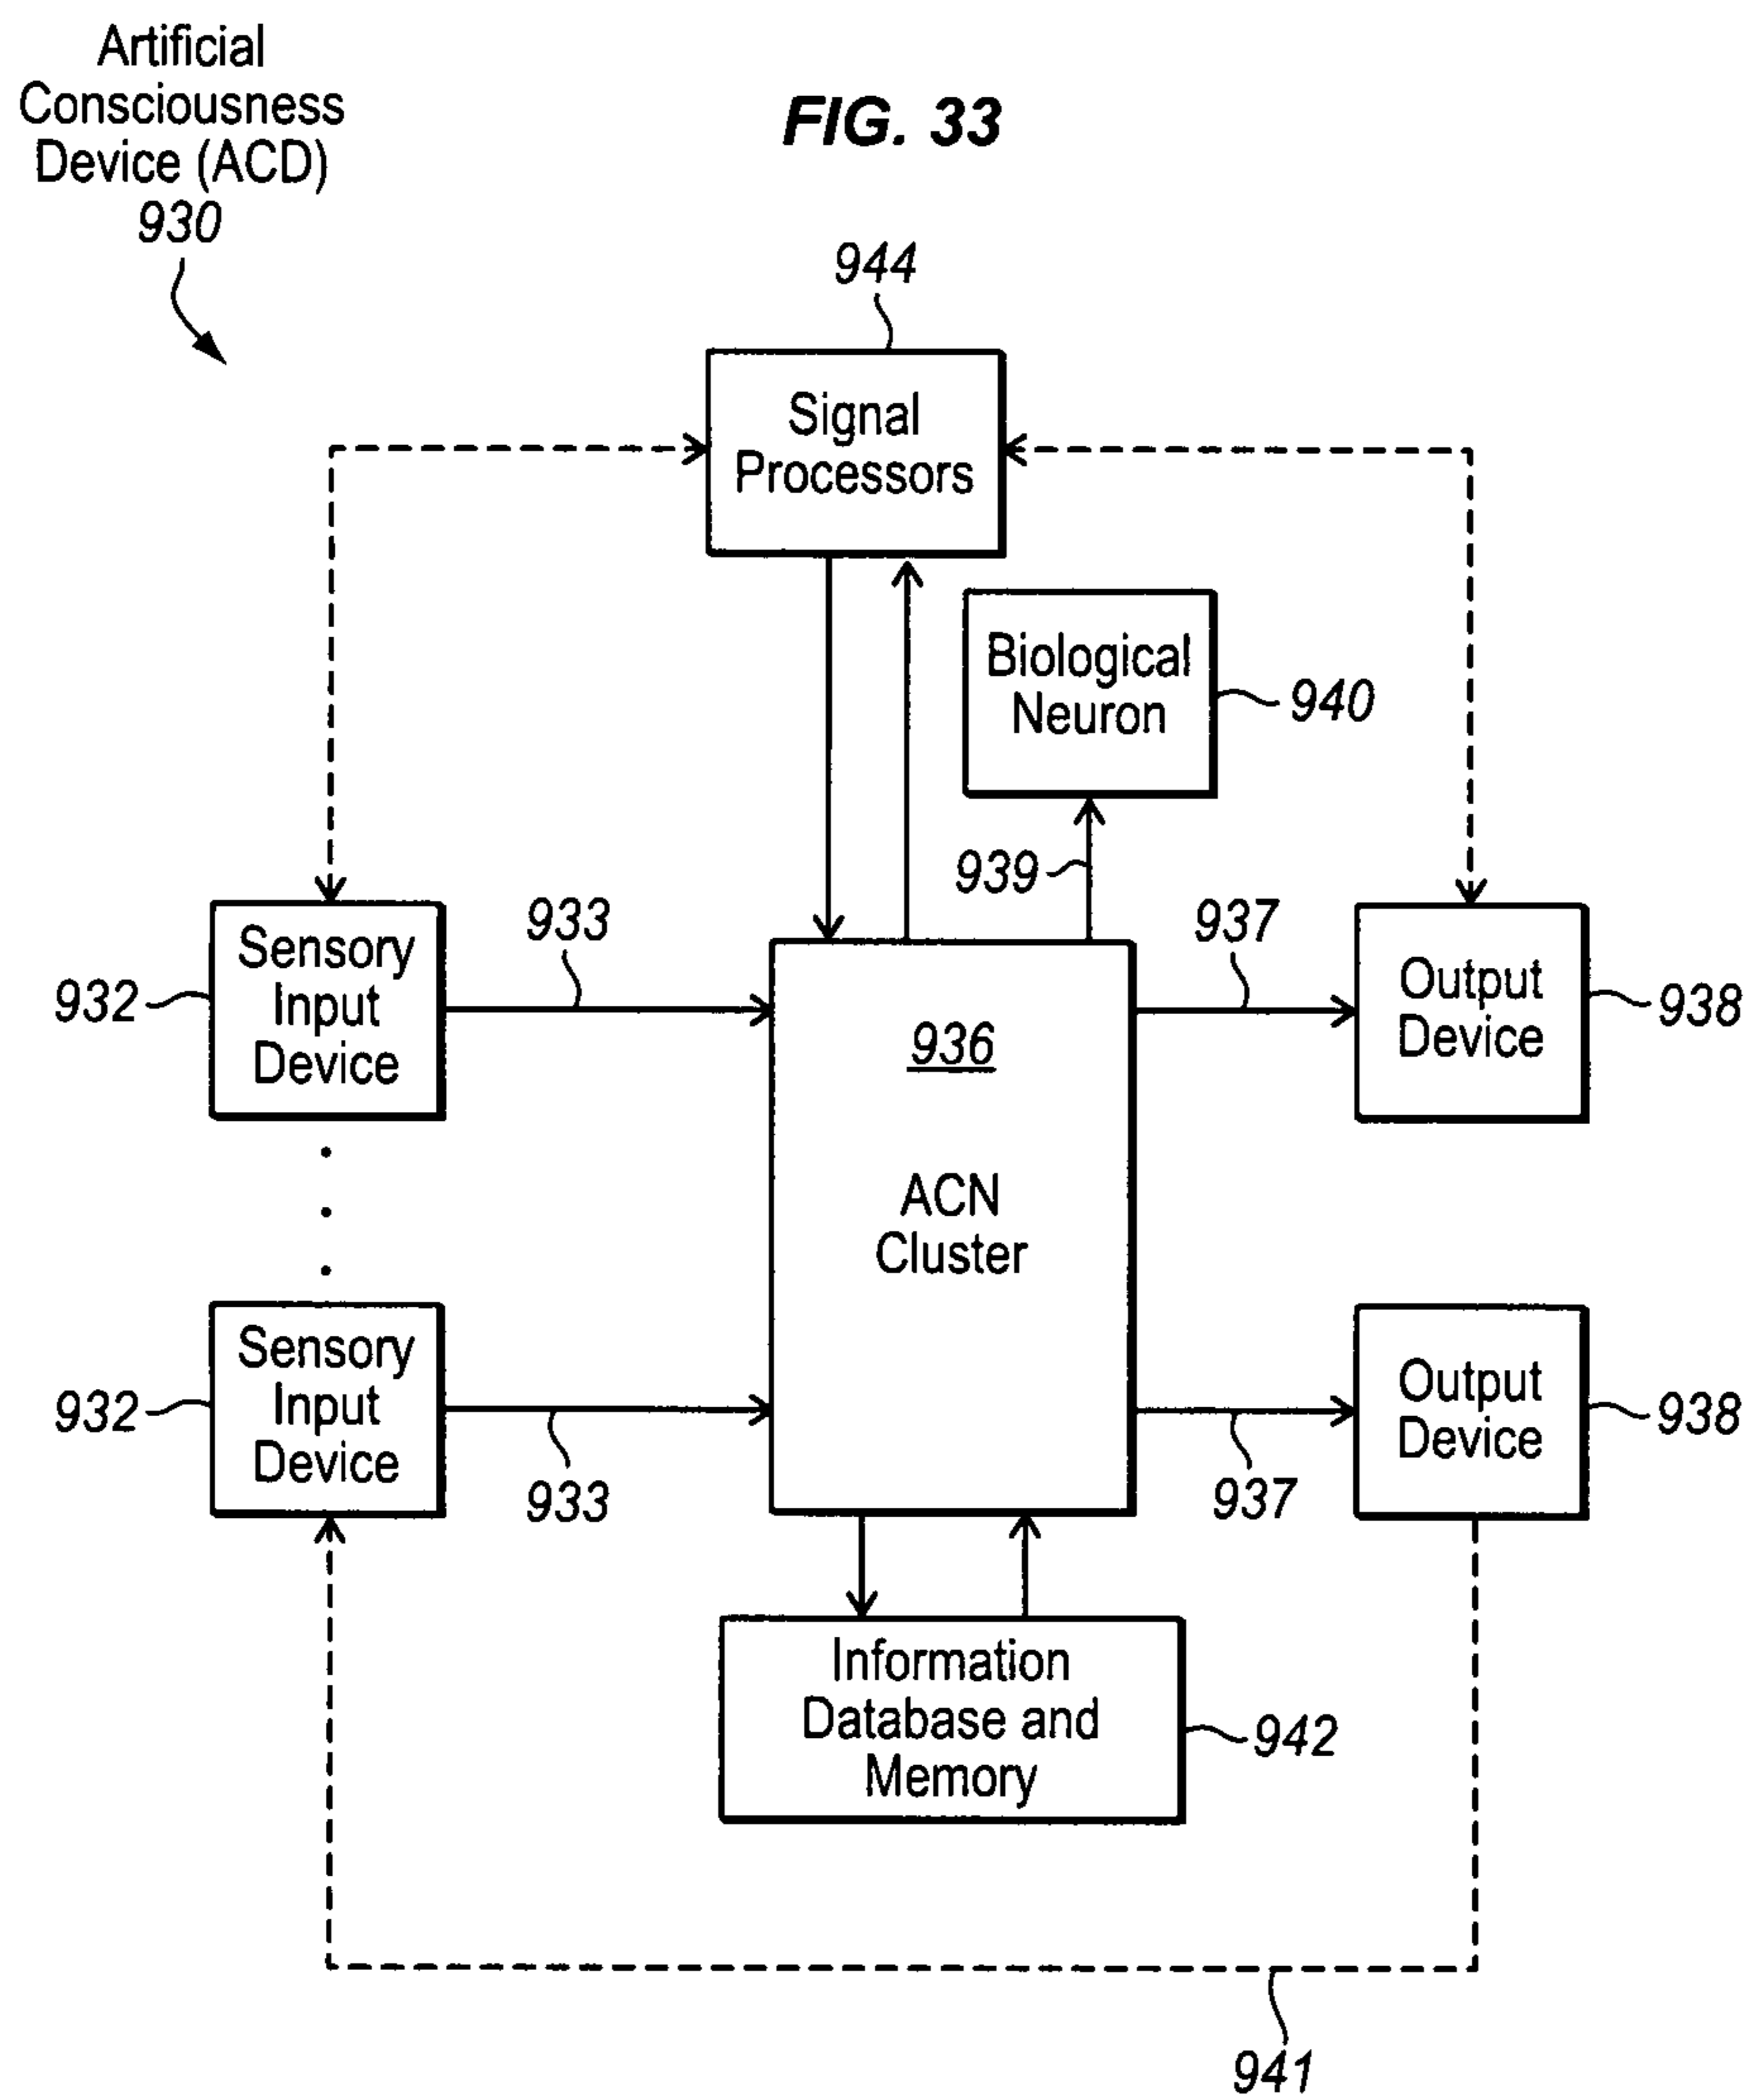 Artificial
Consciousness
Device (ACD)
930
FIG. 33
944
Signal
Processors
Biological
Neuron
940
939
933
937
Sensory
Input
Device
932
936
ACN
Cluster
Output
Device
938
Sensory
Input
Device
932
933
Output
Device
938
937
Information
Database and
Memory
942
941